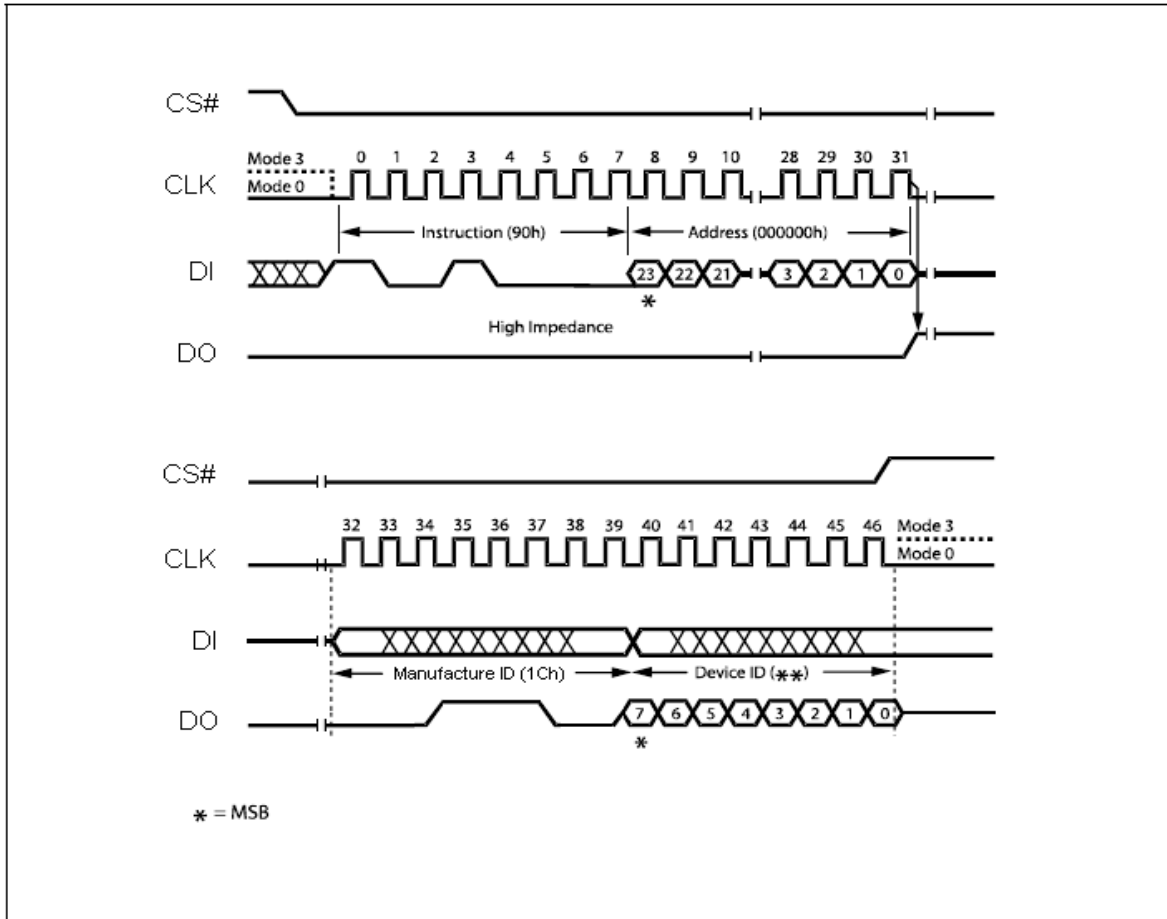 CS#
Mode 3
0 1 2 3 4 5 6 7 8 9 10 28 29 30 31
CLK
Mode 0
Instruction (90h) Address (000000h)
DI
23 22 21 3 2 1 0
*
High Impedance
DO
CS#
32 33 34 35 36 37 38 39 40 41 42 43 44 45 46 Mode 3
CLK
Mode 0
DI
Manufacture ID (1Ch) Device ID (**)
DO
7 6 5 4 3 2 1 0
*
* = MSB